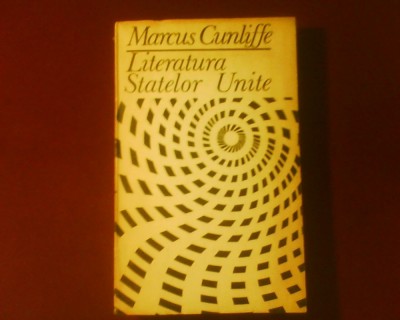 Marcus Cunliffe
Literatura
Statelor Unite